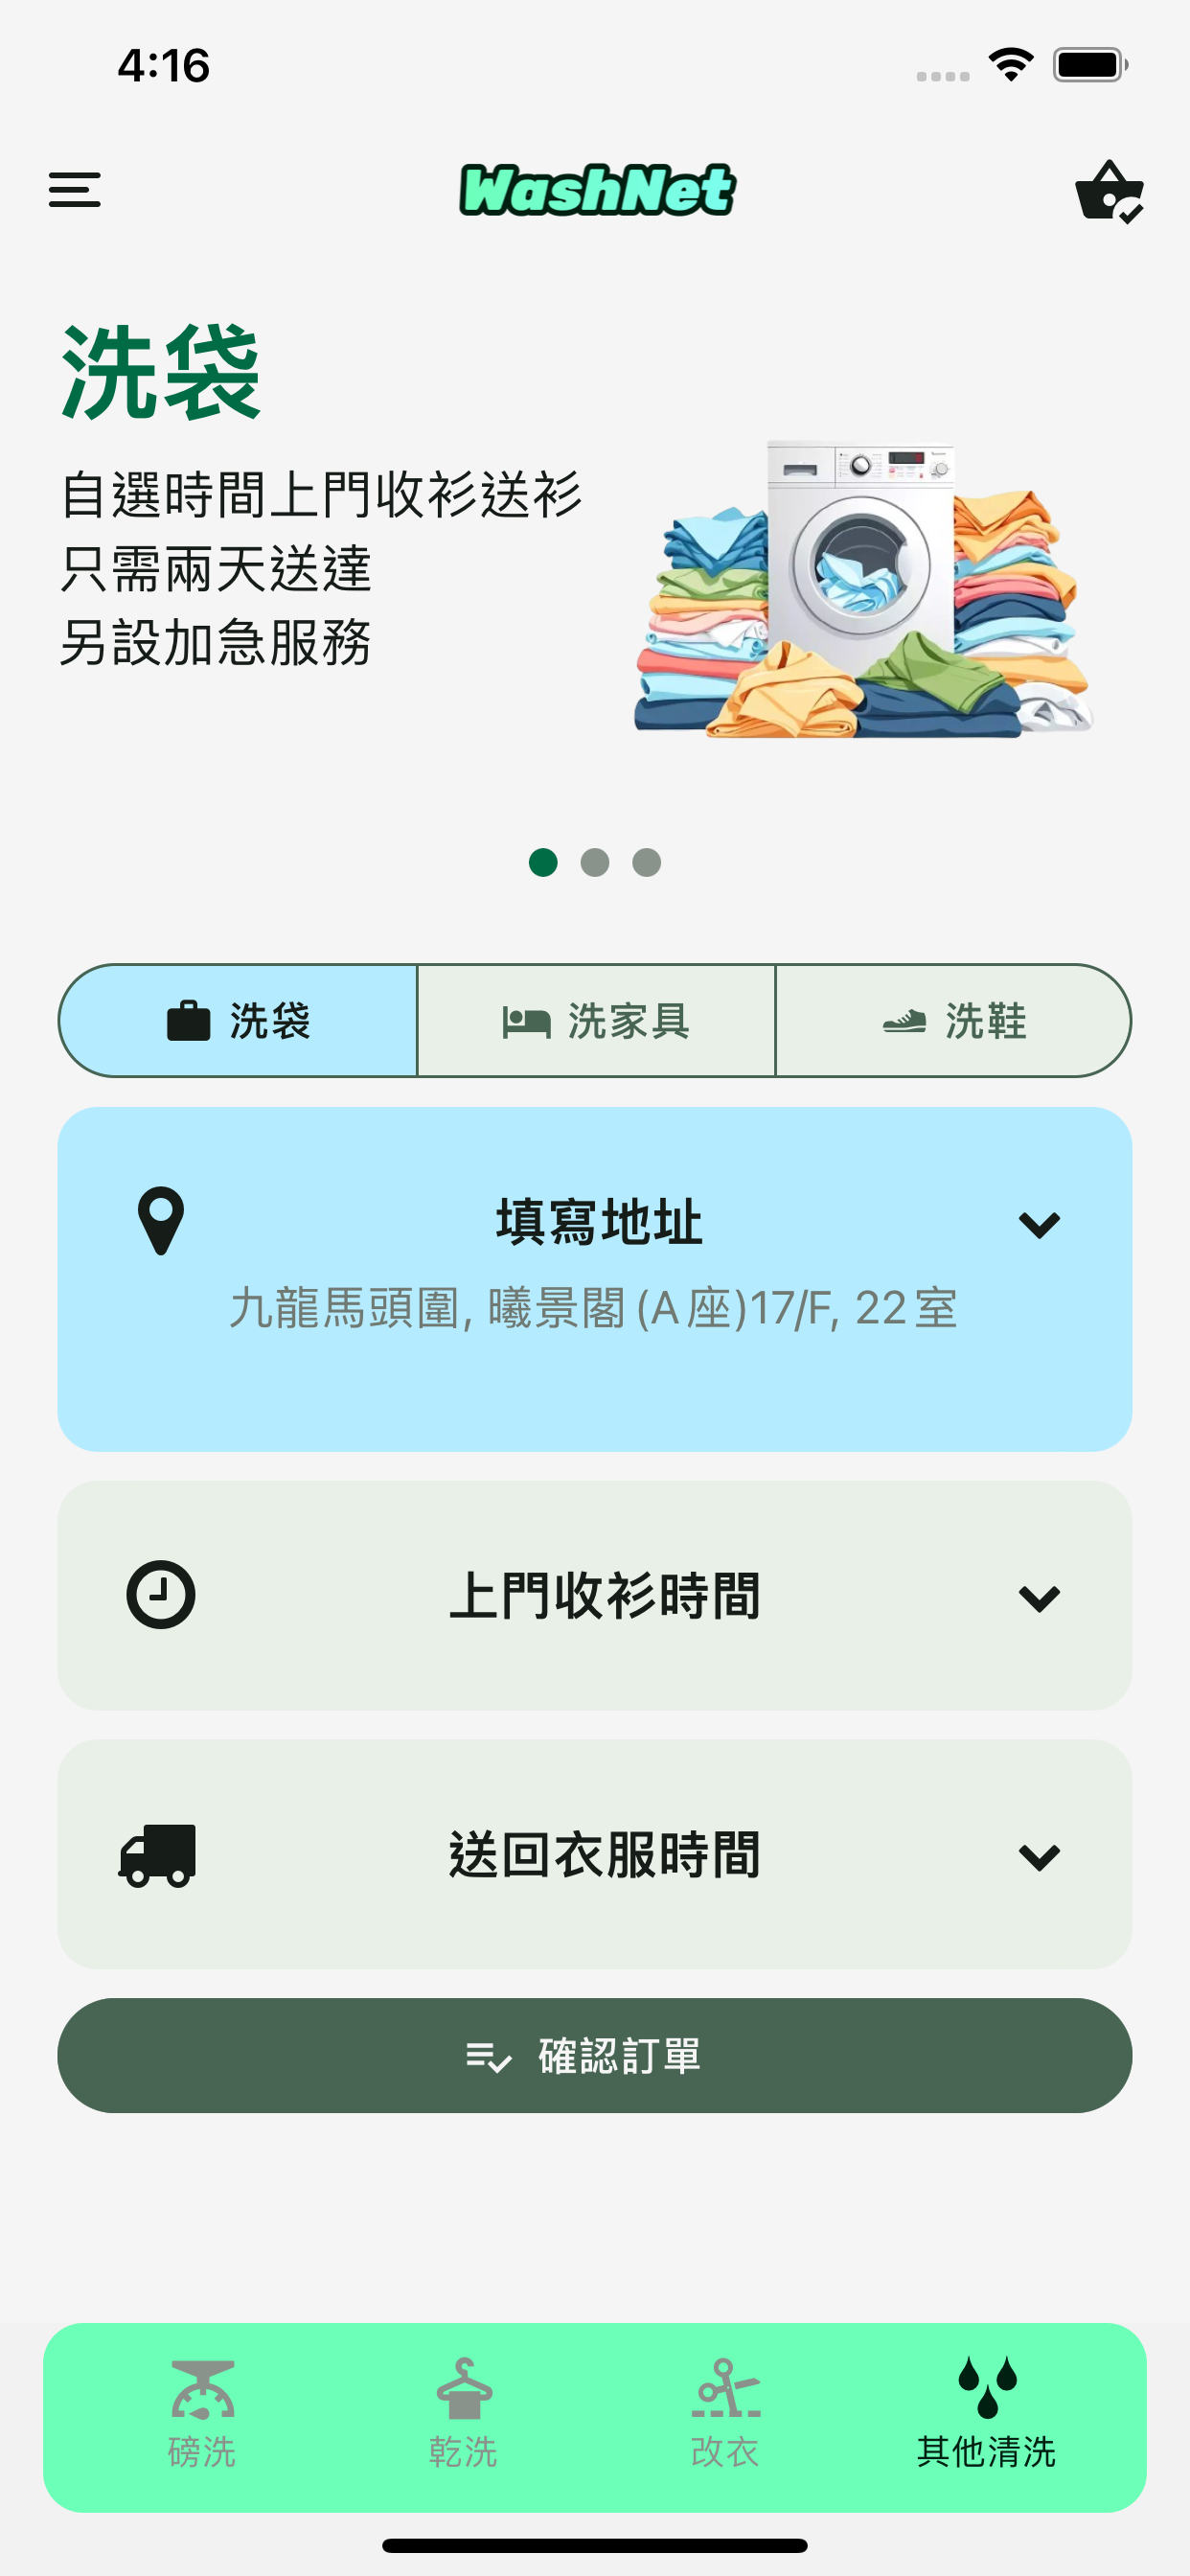 4:16
WashNet
洗袋
自選時間上門收衫送衫
只需兩天送達
另設加急服務
洗袋
洗家具
洗鞋
填寫地址
九龍馬頭圍, 曦景閣 (A 座)17/F, 22 室
上門收衫時間
送回衣服時間
確認訂單
磅洗
乾洗
改衣
其他清洗